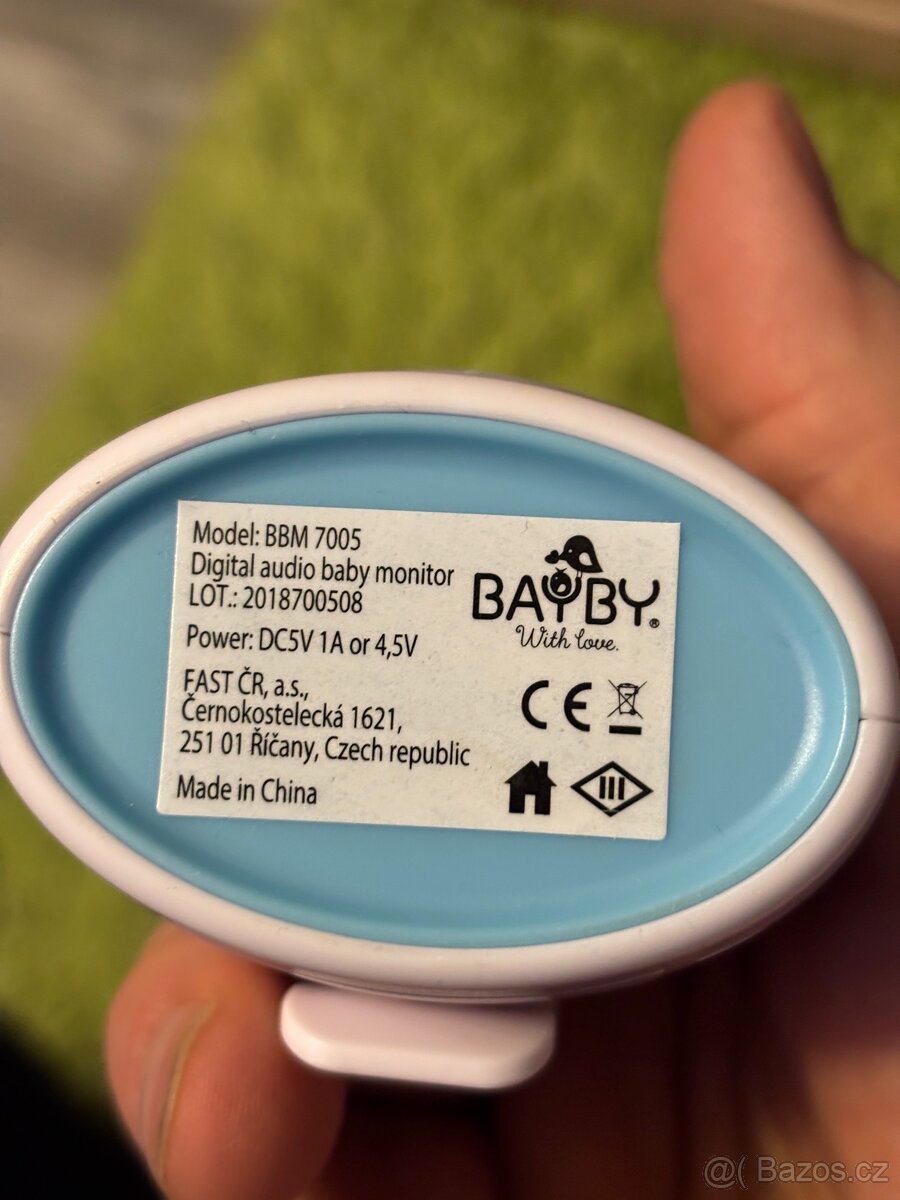 Model: BBM 7005
Digital audio baby monitor
LOT.: 2018700508
Power: DC5V 1A or 4,5V
FAST ČR, a.s.,
Černokostelecká 1621,
251 01 Říčany, Czech republic
Made in China
BAYBY®
With love.
CE
III
@( Bazos.cz